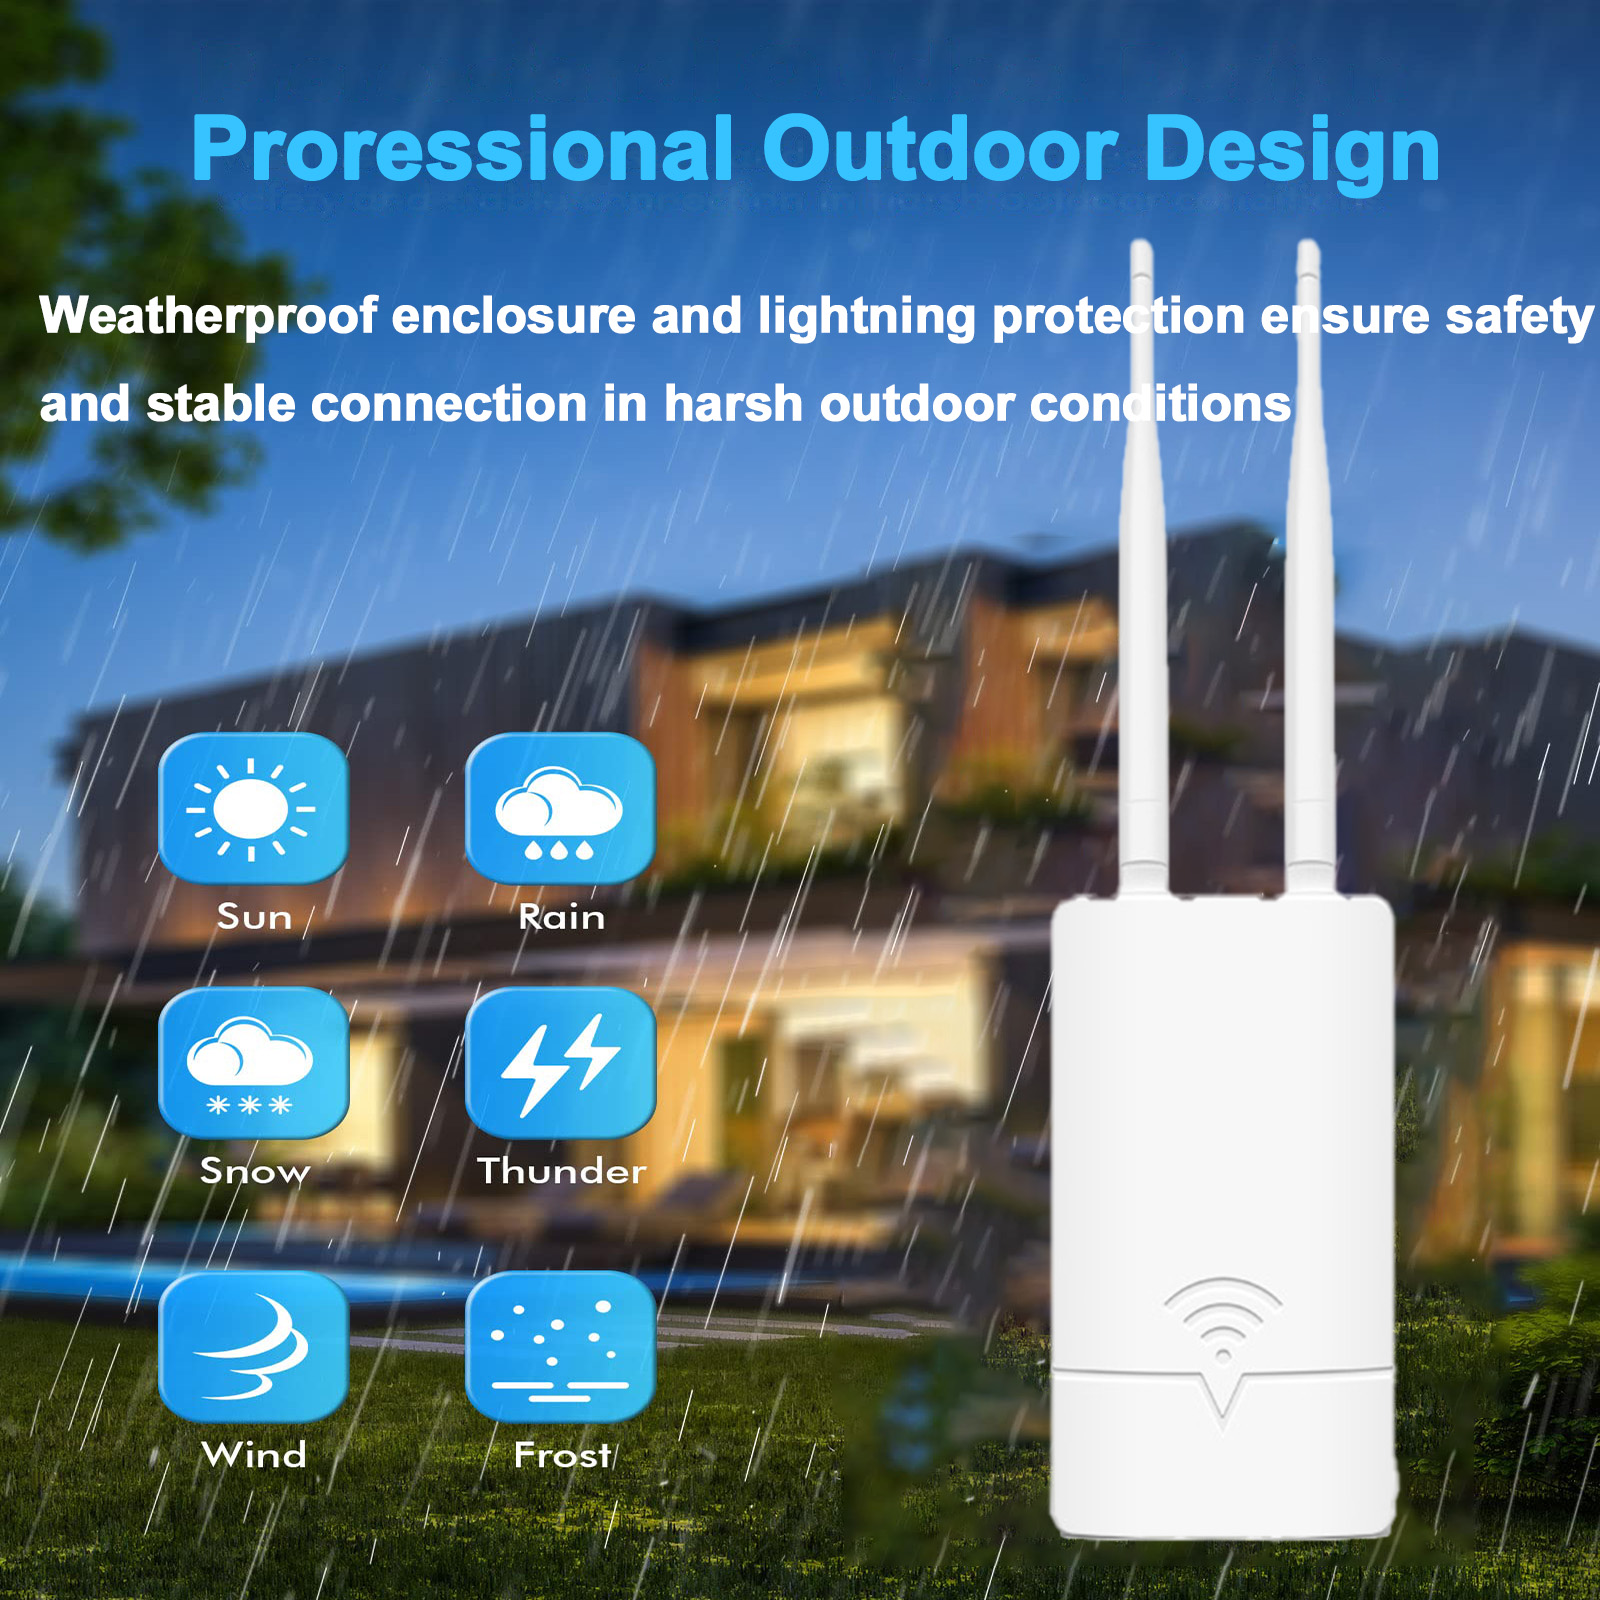 Proressional Outdoor Design
Weatherproof enclosure and lightning protection ensure safety
and stable connection in harsh outdoor conditions
Sun
Rain
Snow
Thunder
Wind
Frost